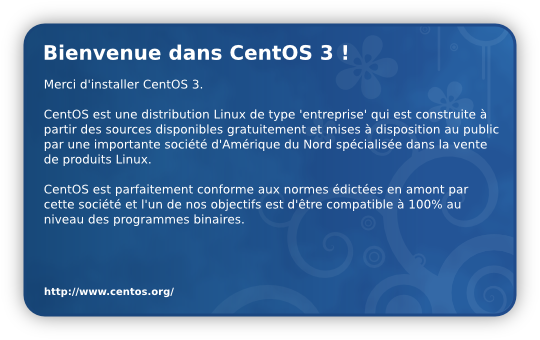 Bienvenue dans CentOS 3 !
Merci d'installer CentOS 3.
CentOS est une distribution Linux de type 'entreprise' qui est construite à
partir des sources disponibles gratuitement et mises à disposition au public
par une importante société d'Amérique du Nord spécialisée dans la vente
de produits Linux.
CentOS est parfaitement conforme aux normes édictées en amont par
cette société et l'un de nos objectifs est d'être compatible à 100% au
niveau des programmes binaires.
http://www.centos.org/